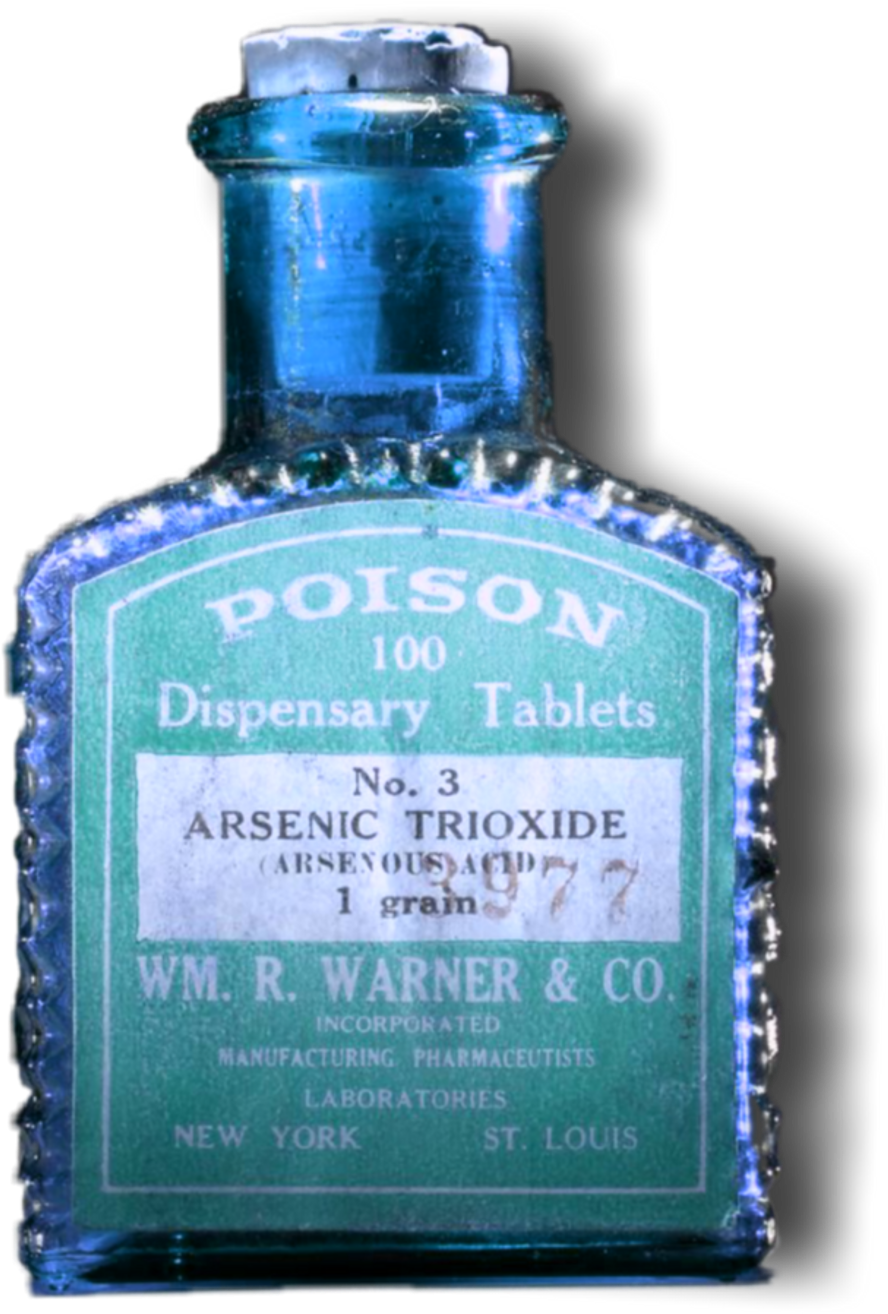 POISON
100
Dispensary Tablets
No. 3
ARSENIC TRIOXIDE
(ARSENOUS ACID)
3977
1 grain
WM. R. WARNER & CO.
INCORPORATED
MANUFACTURING PHARMACEUTISTS
LABORATORIES
NEW YORK ST. LOUIS